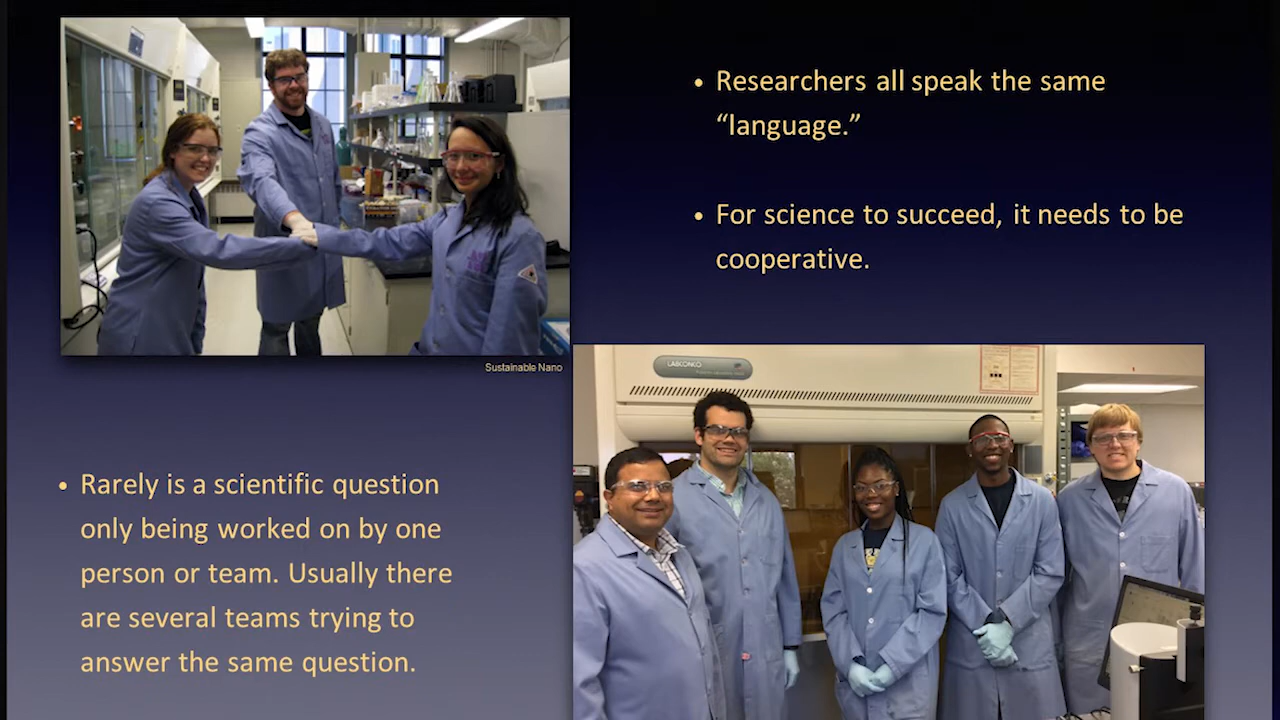 • Researchers all speak the same
“language.”
• For science to succeed, it needs to be
cooperative.
Sustainable Nano
LABCONCO
• Rarely is a scientific question
only being worked on by one
person or team. Usually there
are several teams trying to
answer the same question.